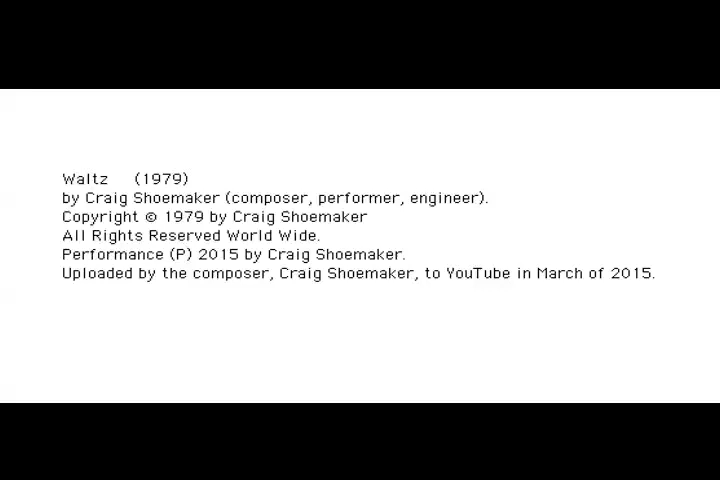 Waltz (1979)
by Craig Shoemaker (composer, performer, engineer).
Copyright © 1979 by Craig Shoemaker
All Rights Reserved World Wide.
Performance (P) 2015 by Craig Shoemaker.
Uploaded by the composer, Craig Shoemaker, to YouTube in March of 2015.